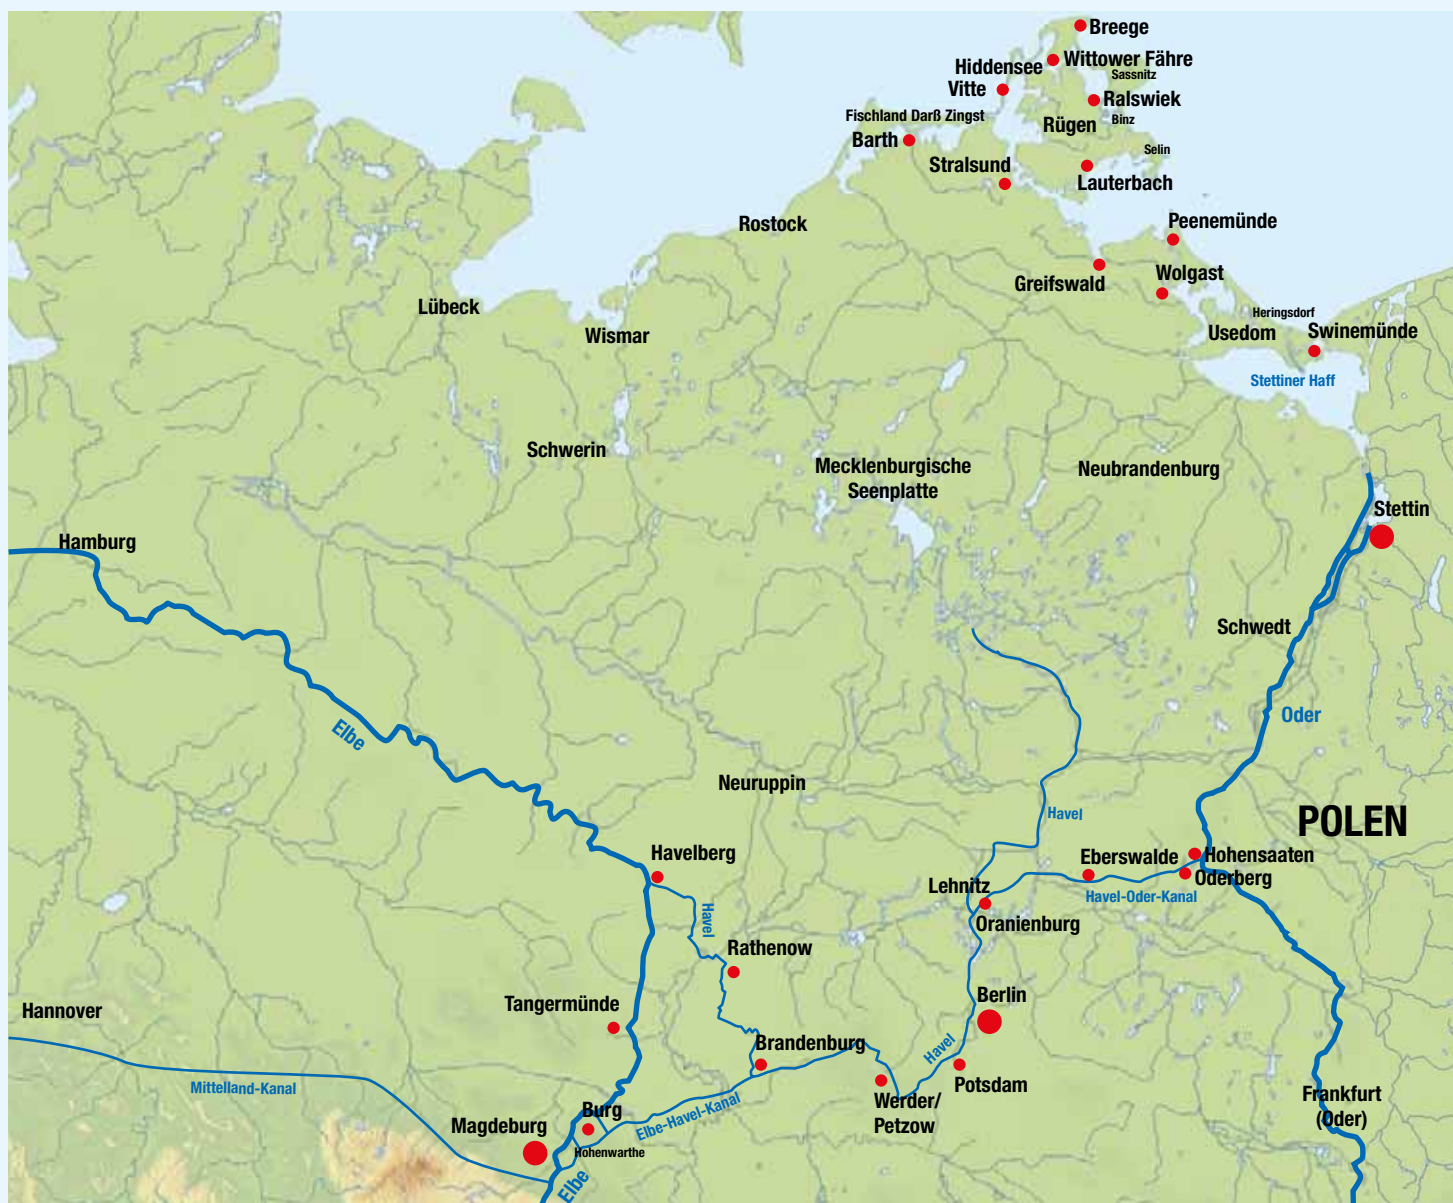 Breege
Wittower Fähre
Hiddensee
Sassnitz
Vitte
Ralswiek
Fischland Darß Zingst
Binz
Rügen
Barth
Selin
Stralsund
Lauterbach
Rostock
Peenemünde
Wolgast
Greifswald
Lübeck
Heringsdorf
Wismar
Usedom
Swinemünde
Stettiner Haff
Schwerin
Mecklenburgische
Seenplatte
Neubrandenburg
Stettin
Hamburg
Schwedt
Elbe
Oder
Neuruppin
Havel
POLEN
Havelberg
Eberswalde
Hohensaaten
Oderberg
Lehnitz
Havel-Oder-Kanal
Havel
Oranienburg
Rathenow
Hannover
Tangermünde
Berlin
Brandenburg
Havel
Mittelland-Kanal
Potsdam
Werder/
Petzow
Frankfurt
(Oder)
Burg
Elbe-Havel-Kanal
Magdeburg
Hohenwarthe
Elbe